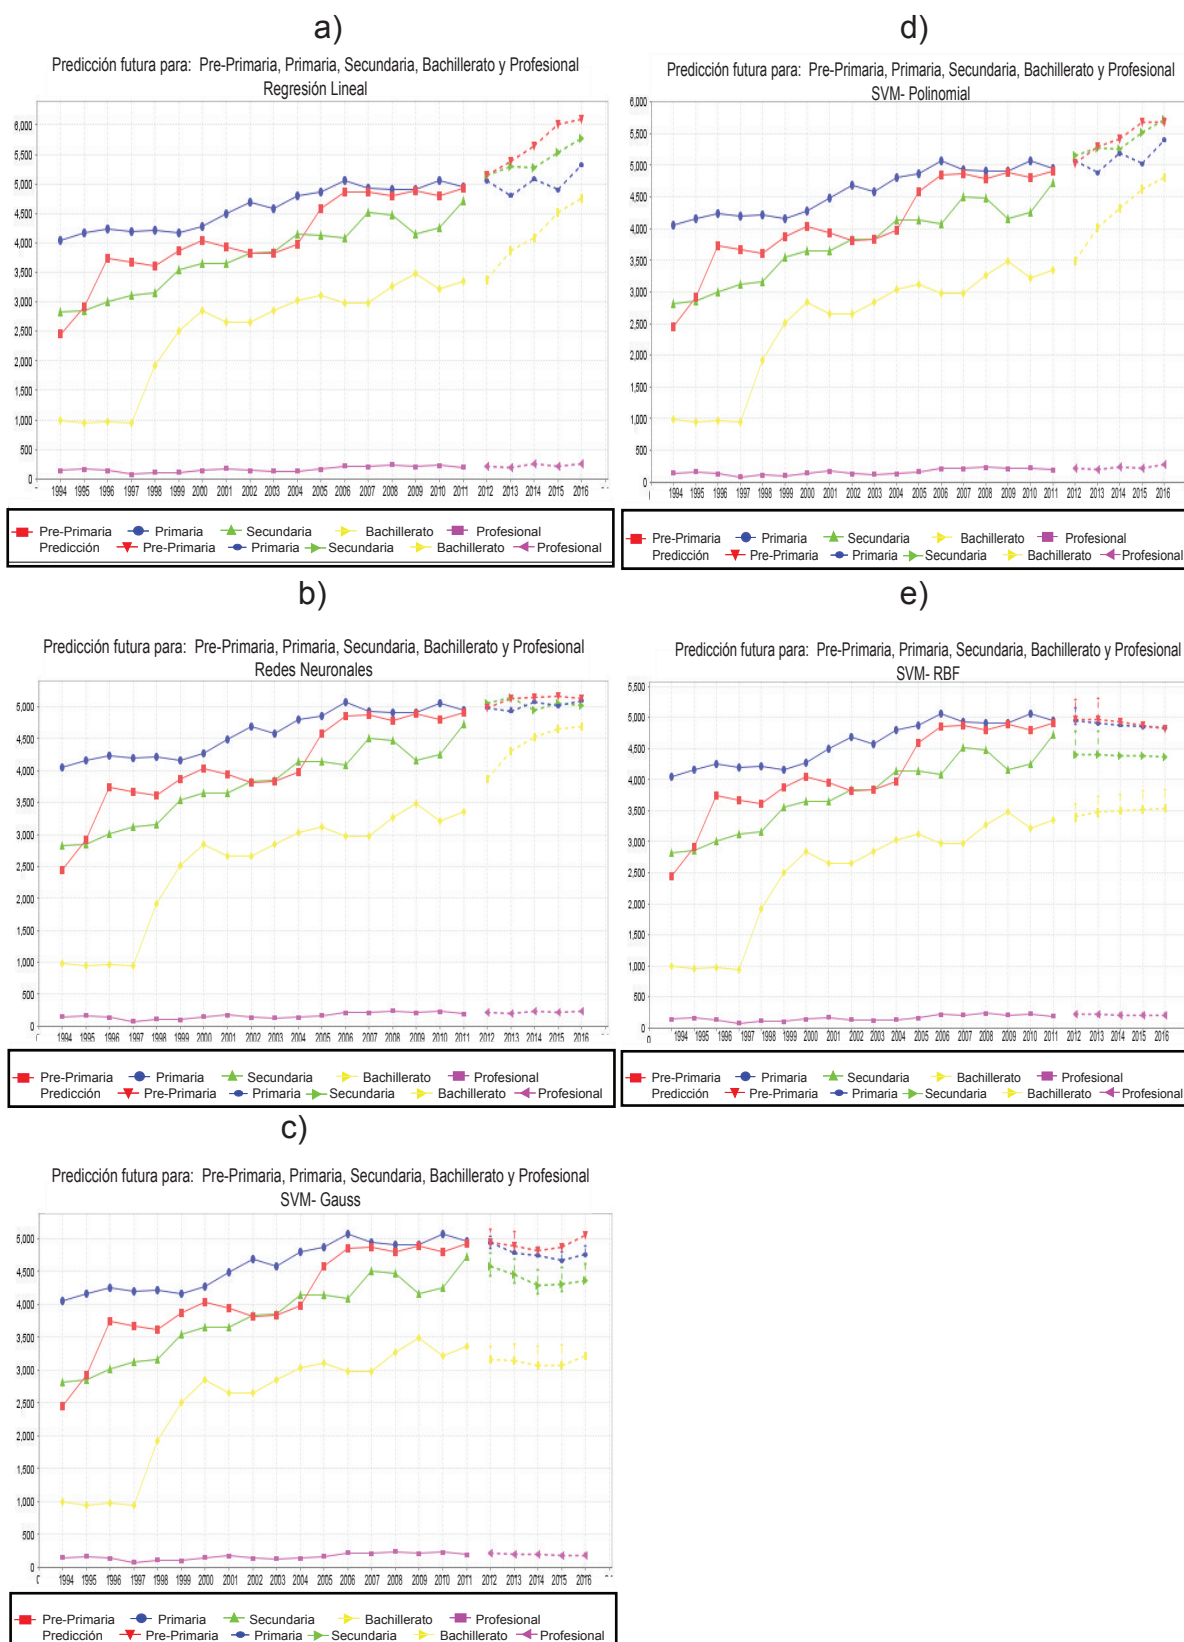 a)
Predicción futura para: Pre-Primaria, Primaria, Secundaria, Bachillerato y Profesional
Regresión Lineal
6,000
5,500
5,000
4,500
4,000
3,500
3,000
2,500
2,000
1,500
1,000
500
0
1994 1995 1996 1997 1998 1999 2000 2001 2002 2003 2004 2005 2006 2007 2008 2009 2010 2011 2012 2013 2014 2015 2016
Pre-Primaria Primaria Secundaria Bachillerato Profesional
Predicción Pre-Primaria Primaria Secundaria Bachillerato Profesional
b)
Predicción futura para: Pre-Primaria, Primaria, Secundaria, Bachillerato y Profesional
Redes Neuronales
5,000
4,500
4,000
3,500
3,000
2,500
2,000
1,500
1,000
500
0
1994 1995 1996 1997 1998 1999 2000 2001 2002 2003 2004 2005 2006 2007 2008 2009 2010 2011 2012 2013 2014 2015 2016
Pre-Primaria Primaria Secundaria Bachillerato Profesional
Predicción Pre-Primaria Primaria Secundaria Bachillerato Profesional
c)
Predicción futura para: Pre-Primaria, Primaria, Secundaria, Bachillerato y Profesional
SVM- Gauss
5,000
4,500
4,000
3,500
3,000
2,500
2,000
1,500
1,000
500
0
1994 1995 1996 1997 1998 1999 2000 2001 2002 2003 2004 2005 2006 2007 2008 2009 2010 2011 2012 2013 2014 2015 2016
Pre-Primaria Primaria Secundaria Bachillerato Profesional
Predicción Pre-Primaria Primaria Secundaria Bachillerato Profesional
d)
Predicción futura para: Pre-Primaria, Primaria, Secundaria, Bachillerato y Profesional
SVM- Polinomial
6,000
5,500
5,000
4,500
4,000
3,500
3,000
2,500
2,000
1,500
1,000
500
0
1994 1995 1996 1997 1998 1999 2000 2001 2002 2003 2004 2005 2006 2007 2008 2009 2010 2011 2012 2013 2014 2015 2016
Pre-Primaria Primaria Secundaria Bachillerato Profesional
Predicción Pre-Primaria Primaria Secundaria Bachillerato Profesional
e)
Predicción futura para: Pre-Primaria, Primaria, Secundaria, Bachillerato y Profesional
SVM- RBF
5,500
5,000
4,500
4,000
3,500
3,000
2,500
2,000
1,500
1,000
500
0
1994 1995 1996 1997 1998 1999 2000 2001 2002 2003 2004 2005 2006 2007 2008 2009 2010 2011 2012 2013 2014 2015 2016
Pre-Primaria Primaria Secundaria Bachillerato Profesional
Predicción Pre-Primaria Primaria Secundaria Bachillerato Profesional